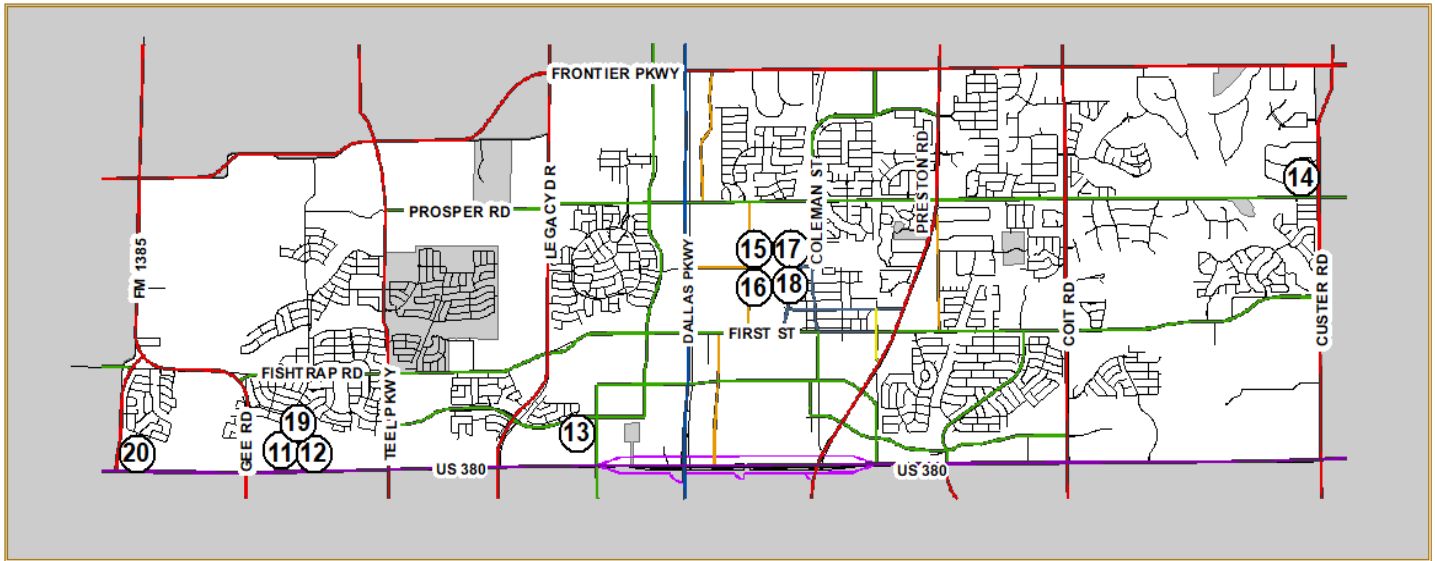 FRONTIER PKWY
LEGACY DR
COLEMAN ST
PRESTON RD
14
PROSPER RD
FM 1385
DALLAS PKWY
15
17
16
18
COIT RD
CUSTER RD
FIRST ST
FISHTRAP RD
TEEL PKWY
GEE RD
19
13
20
11
12
US 380
US 380